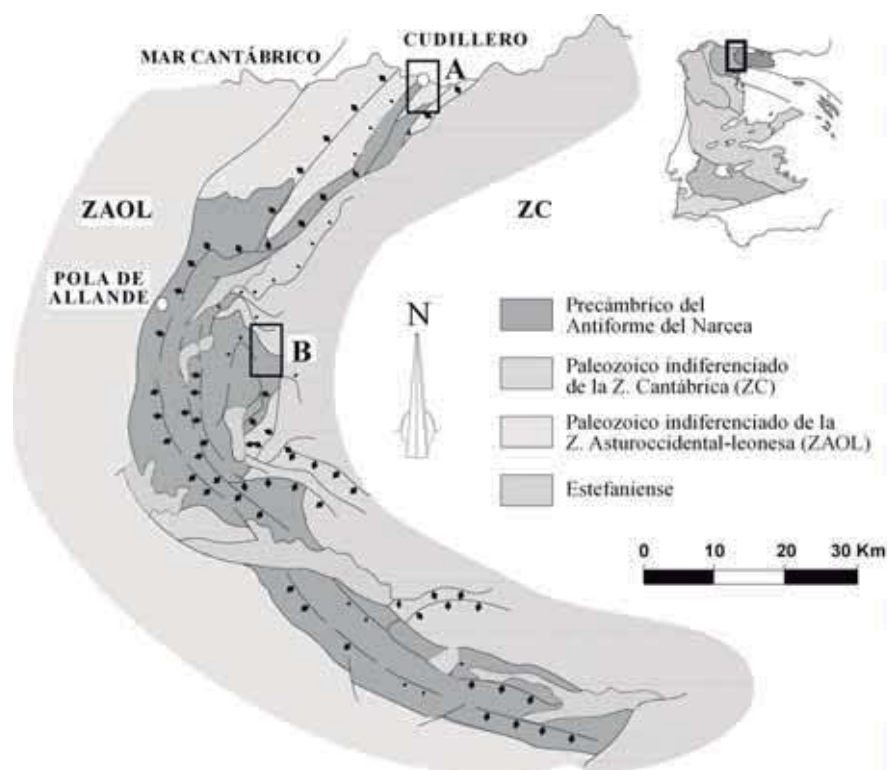 CUDILLERO
MAR CANTÁBRICO
A
ZAOL
ZC
POLA DE
ALLANDE
B
N
Precámbrico del
Antiforme del Narcea
Paleozoico indiferenciado
de la Z. Cantábrica (ZC)
Paleozoico indiferenciado de la
Z. Asturoccidental-leonesa (ZAOL)
Estefaniense
0 10 20 30 Km